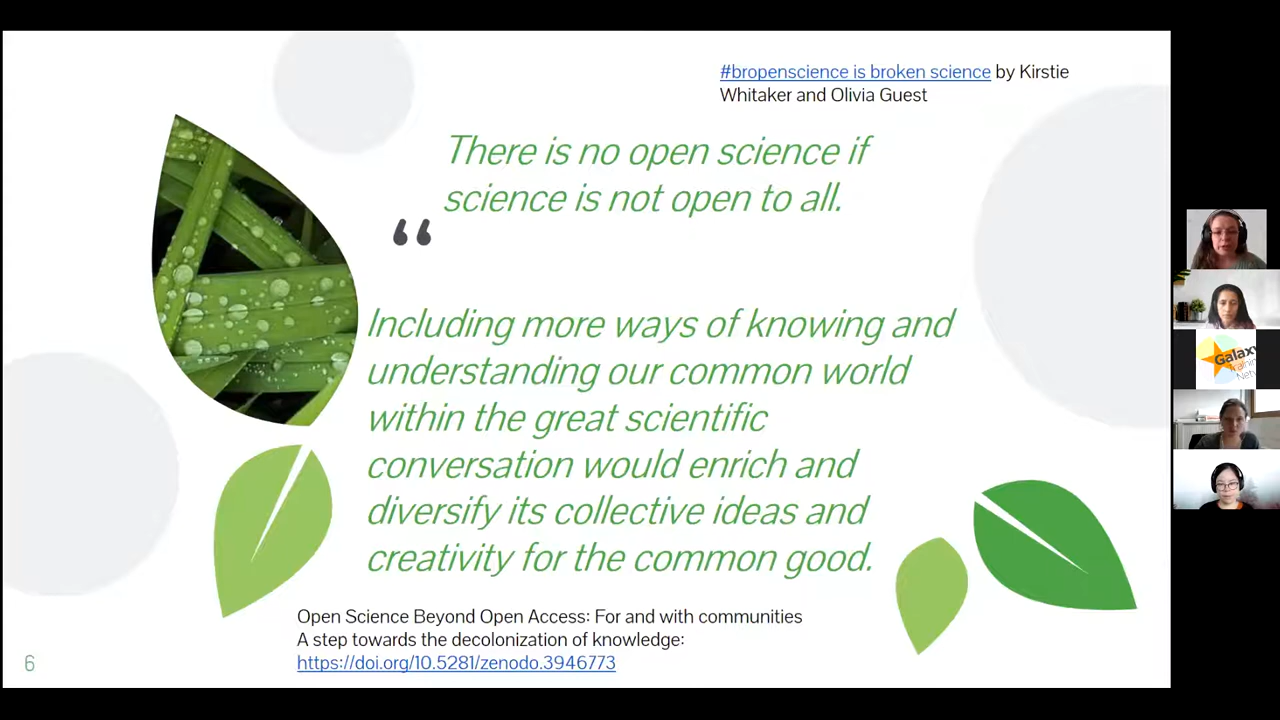 #bropenscience is broken science by Kirstie
Whitaker and Olivia Guest
There is no open science if
science is not open to all.
“
Including more ways of knowing and
understanding our common world
within the great scientific
conversation would enrich and
diversify its collective ideas and
creativity for the common good.
Open Science Beyond Open Access: For and with communities
A step towards the decolonization of knowledge:
https://doi.org/10.5281/zenodo.3946773
6
Galaxy